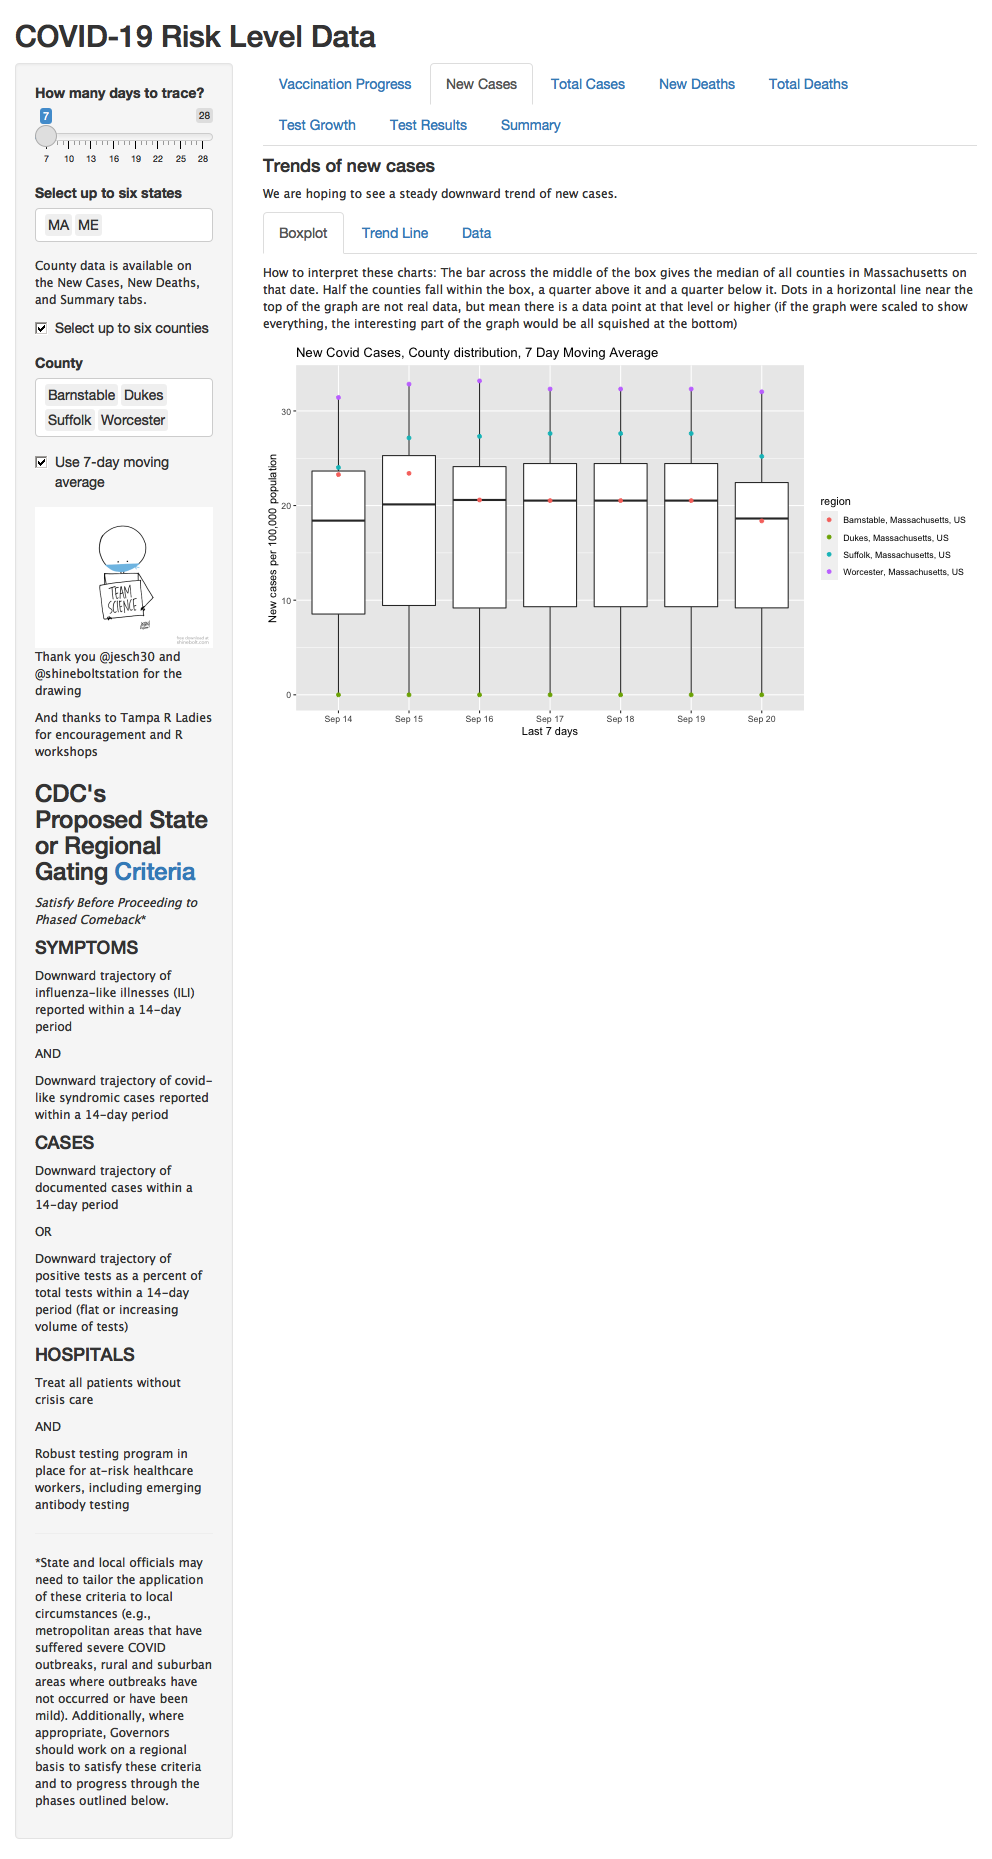 COVID-19 Risk Level Data
How many days to trace?
7
28
7 10 13 16 19 22 25 28
Select up to six states
MA ME
County data is available on
the New Cases, New Deaths,
and Summary tabs.
Select up to six counties
County
Barnstable Dukes
Suffolk Worcester
Use 7-day moving
average
TEAM
SCIENCE
Thank you @jesch30 and
@shineboltstation for the
drawing
And thanks to Tampa R Ladies
for encouragement and R
workshops
CDC's
Proposed State
or Regional
Gating Criteria
Satisfy Before Proceeding to
Phased Comeback*
SYMPTOMS
Downward trajectory of
influenza-like illnesses (ILI)
reported within a 14-day
period
AND
Downward trajectory of covid-
like syndromic cases reported
within a 14-day period
CASES
Downward trajectory of
documented cases within a
14-day period
OR
Downward trajectory of
positive tests as a percent of
total tests within a 14-day
period (flat or increasing
volume of tests)
HOSPITALS
Treat all patients without
crisis care
AND
Robust testing program in
place for at-risk healthcare
workers, including emerging
antibody testing
*State and local officials may
need to tailor the application
of these criteria to local
circumstances (e.g.,
metropolitan areas that have
suffered severe COVID
outbreaks, rural and suburban
areas where outbreaks have
not occurred or have been
mild). Additionally, where
appropriate, Governors
should work on a regional
basis to satisfy these criteria
and to progress through the
phases outlined below.
Vaccination Progress New Cases Total Cases New Deaths Total Deaths
Test Growth Test Results Summary
Trends of new cases
We are hoping to see a steady downward trend of new cases.
Boxplot Trend Line Data
How to interpret these charts: The bar across the middle of the box gives the median of all counties in Massachusetts on
that date. Half the counties fall within the box, a quarter above it and a quarter below it. Dots in a horizontal line near the
top of the graph are not real data, but mean there is a data point at that level or higher (if the graph were scaled to show
everything, the interesting part of the graph would be all squished at the bottom)
New Covid Cases, County distribution, 7 Day Moving Average
New cases per 100,000 population
30
20
10
0
Sep 14 Sep 15 Sep 16 Sep 17 Sep 18 Sep 19 Sep 20
Last 7 days
region
Barnstable, Massachusetts, US
Dukes, Massachusetts, US
Suffolk, Massachusetts, US
Worcester, Massachusetts, US